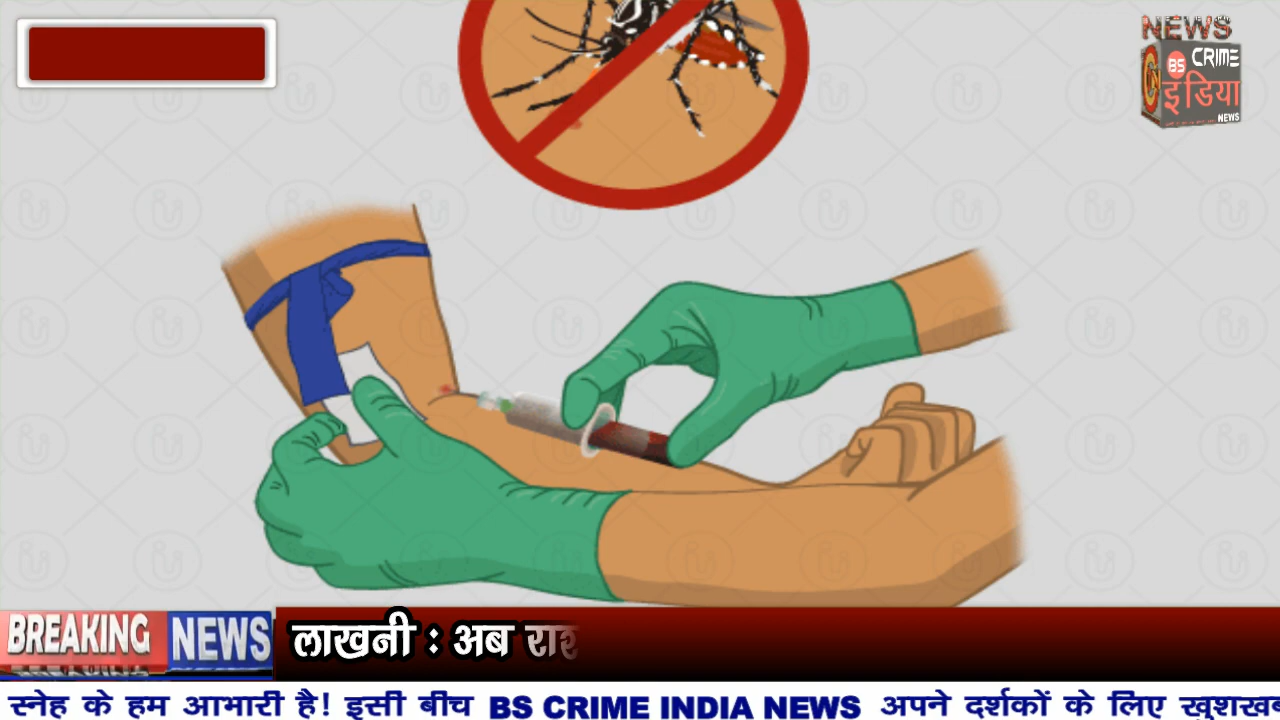 NEWS
BS CRIME
इंडिया
NEWS
BREAKING NEWS
लाखनी : अब
स्नेह के हम आभारी है! इसी बीच BS CRIME INDIA NEWS अपने दर्शकों के लिए